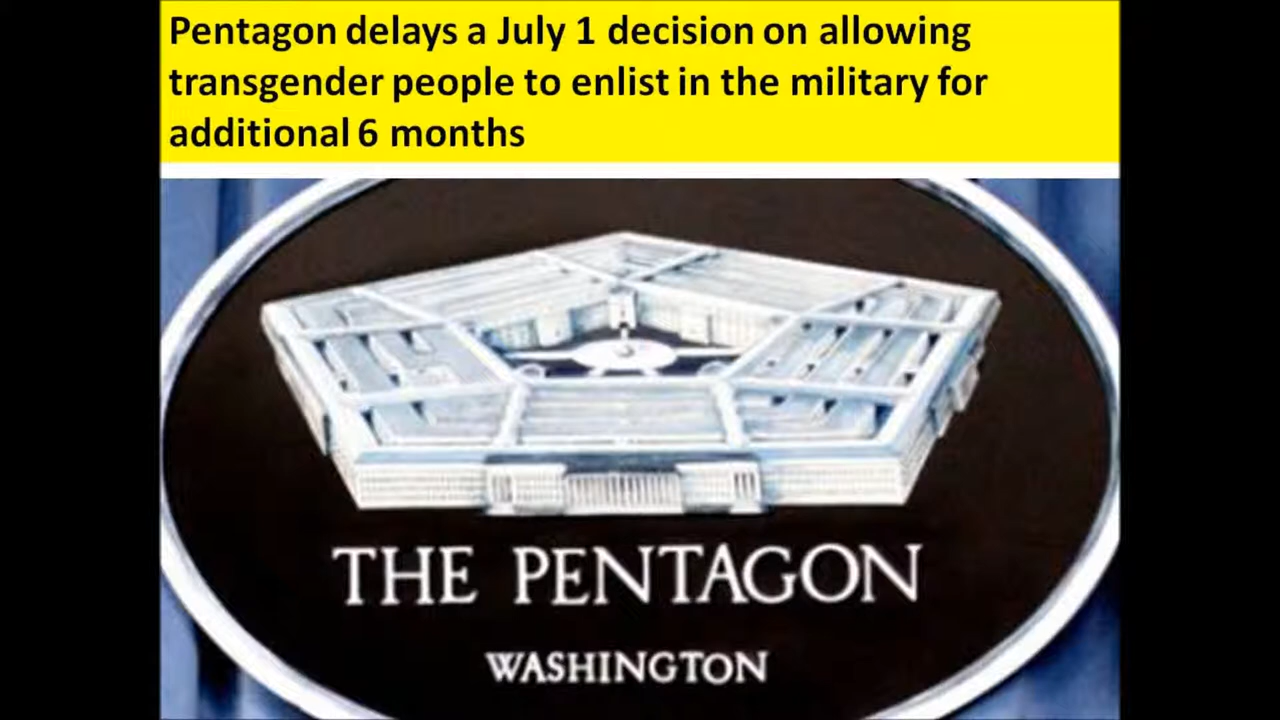 Pentagon delays a July 1 decision on allowing
transgender people to enlist in the military for
additional 6 months
THE PENTAGON
WASHINGTON